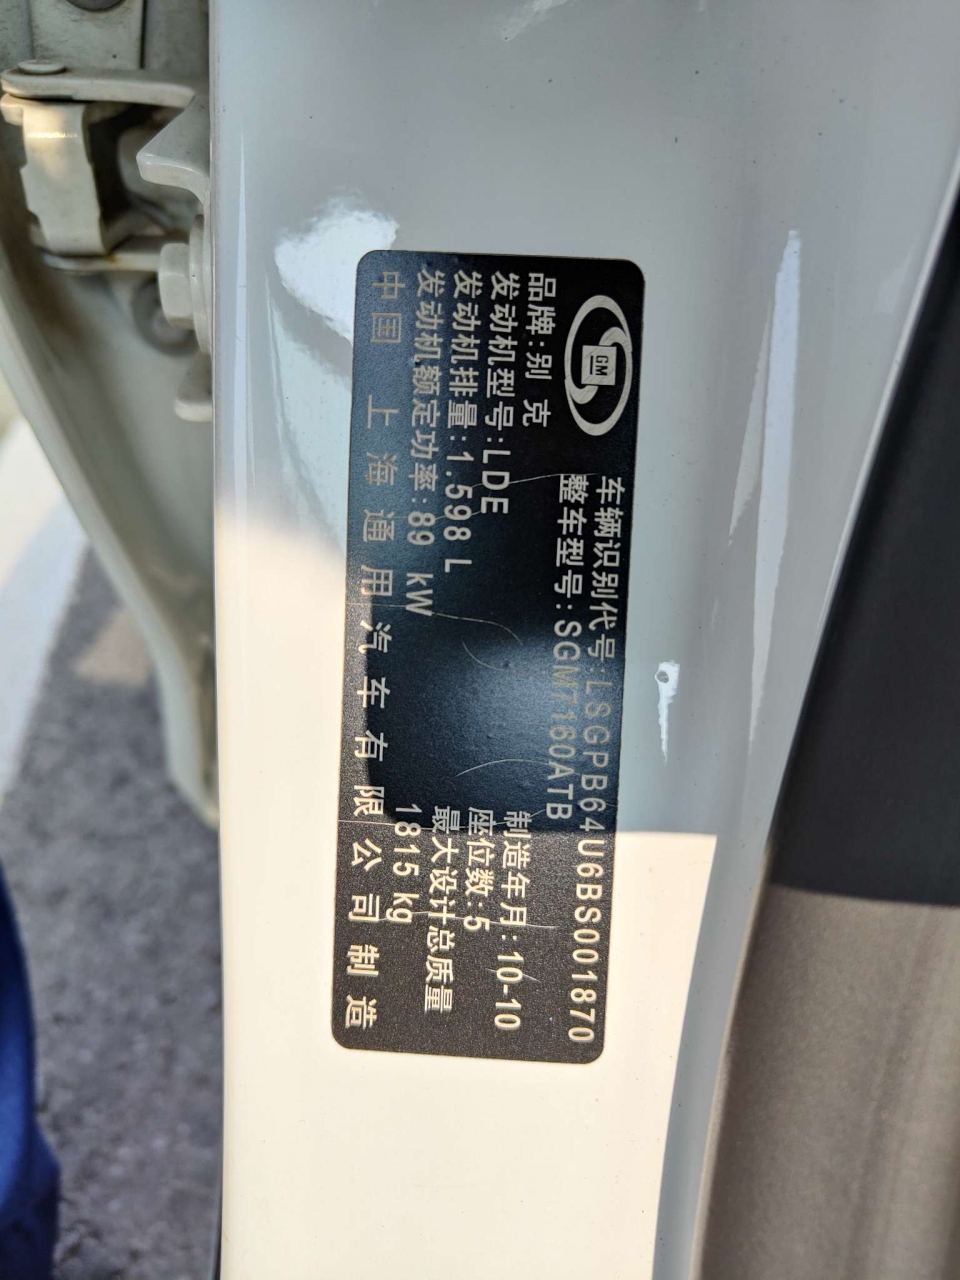 GM
车辆识别代号:LSGPB64U6BS001870
整车型号:SGM7160ATB
品牌:别 克
发动机型号:LDE
制造年月:10-10
发动机排量:1.598 L
座位数:5
发动机额定功率:89 kW
最大设计总质量
1815 kg
中国 上海通用汽车有限公司制造